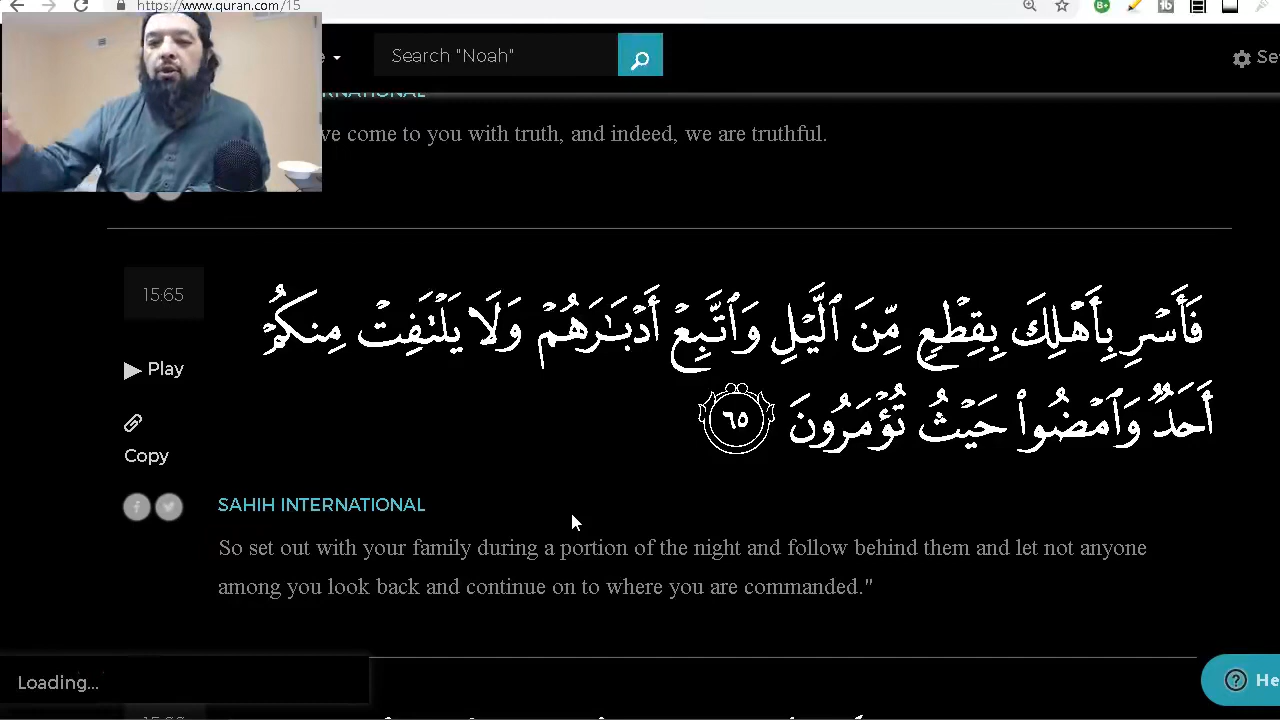 https://www.quran.com/15
Search "Noah"
ve come to you with truth, and indeed, we are truthful.
15:65
فَأَسْرِ بِأَهْلِكَ بِقِطْعٍ مِّنَ ٱلَّيْلِ وَٱتَّبِعْ أَدْبَـٰرَهُمْ وَلَا يَلْتَفِتْ مِنكُمْ
أَحَدٌ وَٱمْضُوا۟ حَيْثُ تُؤْمَرُونَ ٦٥
Play
Copy
SAHIH INTERNATIONAL
So set out with your family during a portion of the night and follow behind them and let not anyone
among you look back and continue on to where you are commanded."
Loading...